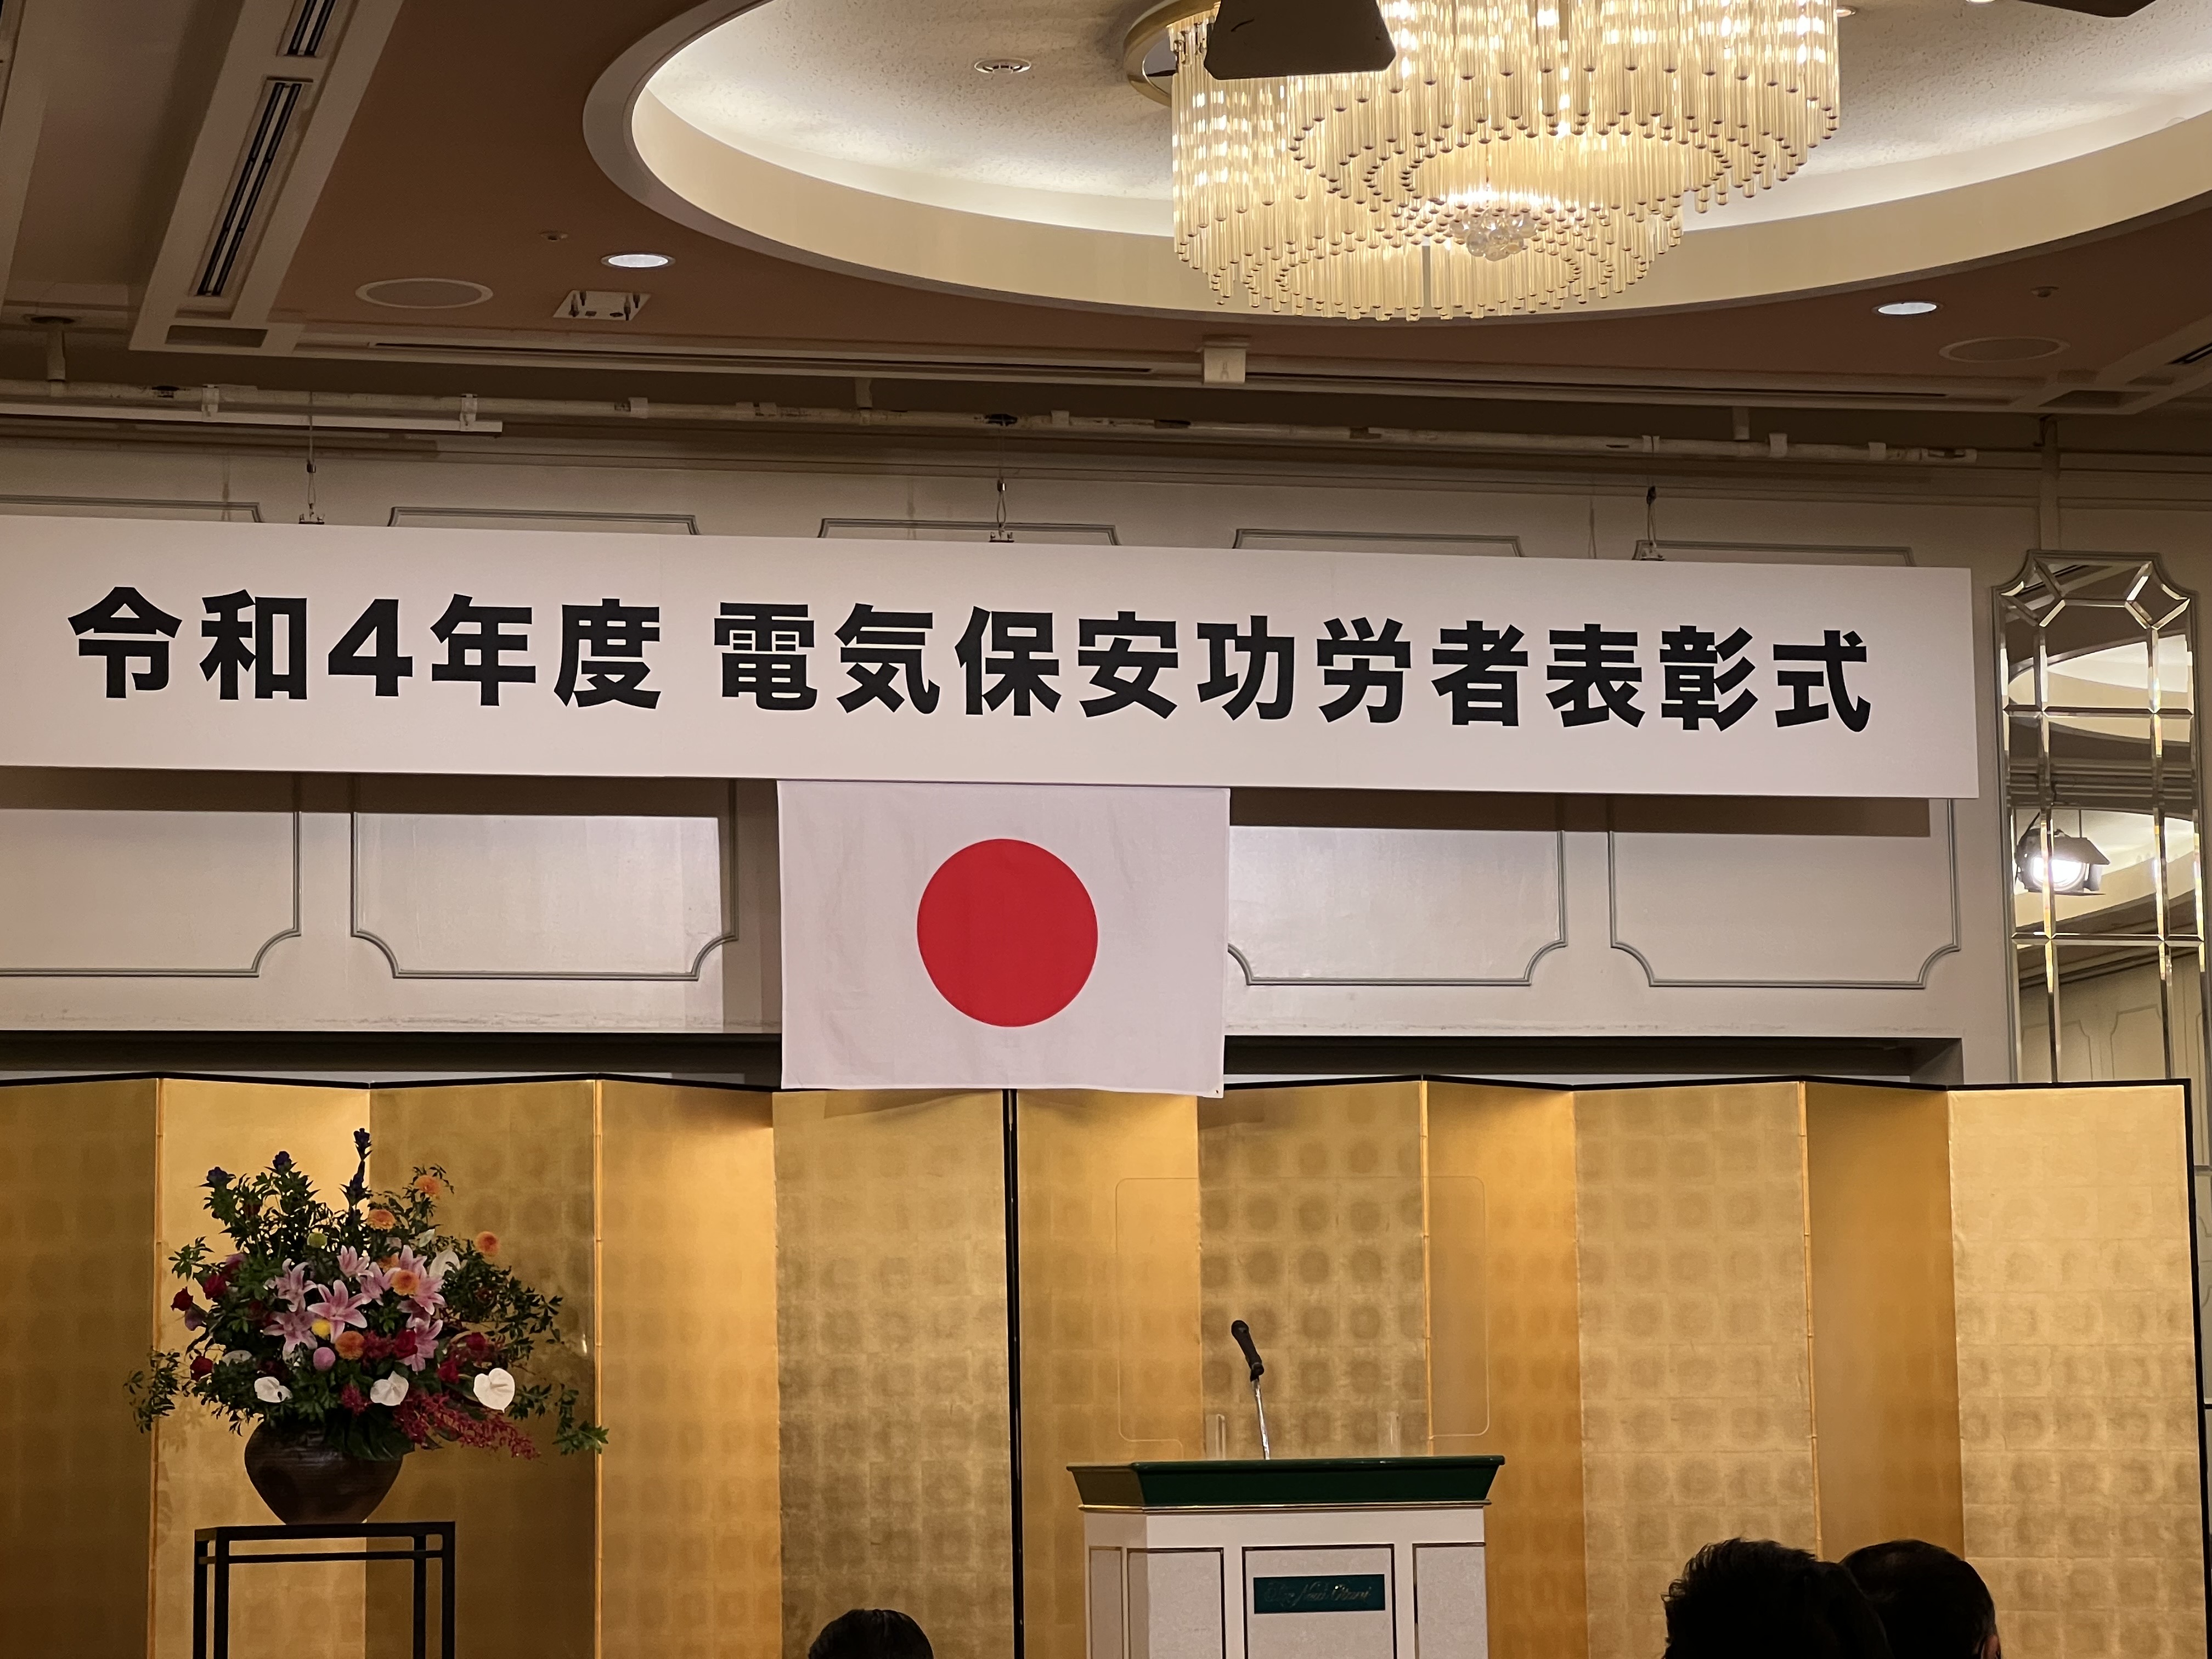 令和4年度 電気保安功労者表彰式